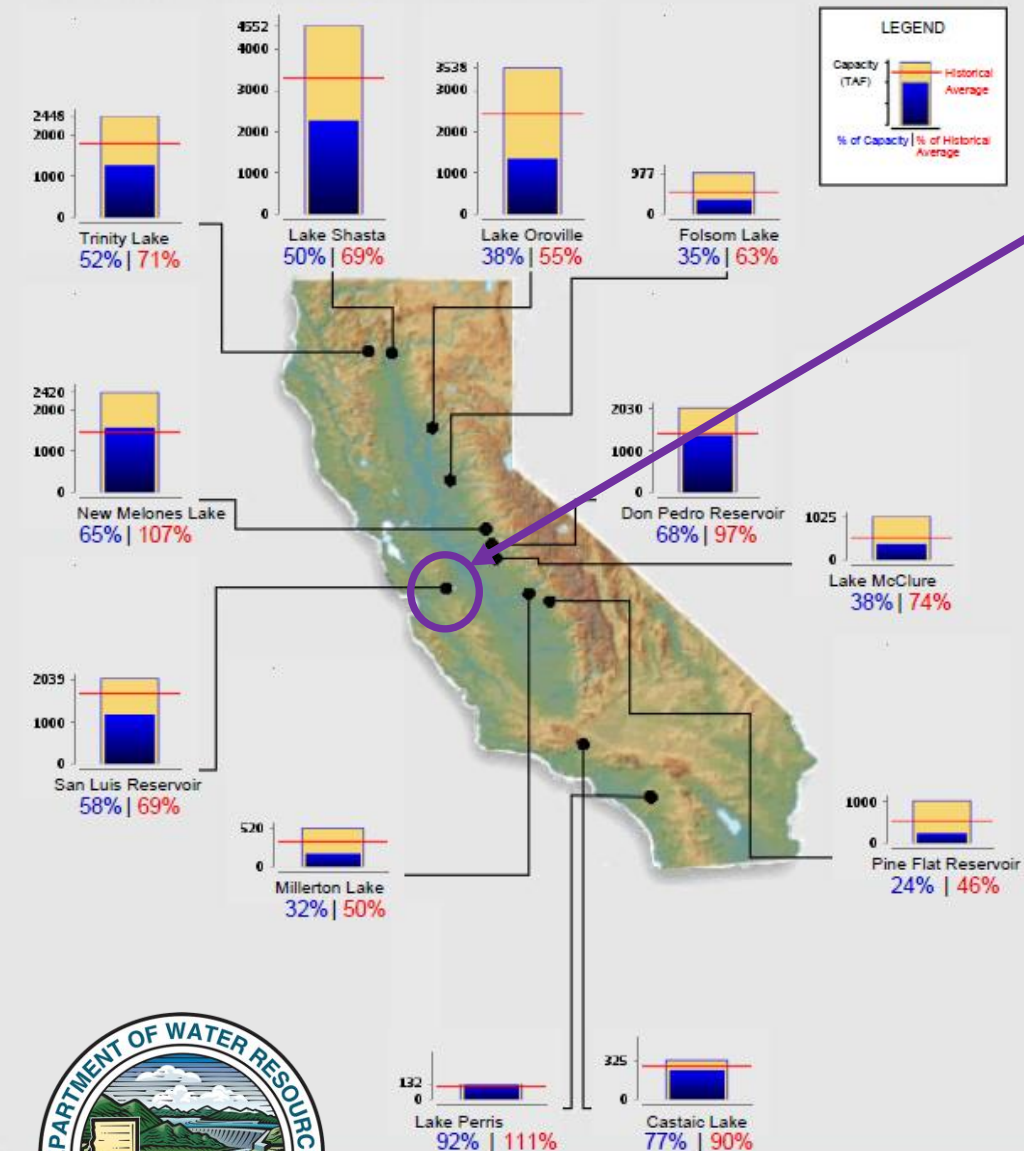 4552
4000
3000
2000
1000
0
Lake Shasta
50% | 69%
3538
3000
2000
1000
0
Lake Oroville
38% | 55%
LEGEND
Capacity
(TAF)
Historical
Average
% of Capacity | % of Historical
Average
2448
2000
1000
0
Trinity Lake
52% | 71%
977
0
Folsom Lake
35% | 63%
2420
2000
1000
0
New Melones Lake
65% | 107%
2030
1000
0
Don Pedro Reservoir
68% | 97%
1025
0
Lake McClure
38% | 74%
2039
1000
0
San Luis Reservoir
58% | 69%
520
0
Millerton Lake
32% | 50%
1000
0
Pine Flat Reservoir
24% | 46%
132
0
Lake Perris
92% | 111%
325
0
Castaic Lake
77% | 90%
PARTMENT OF WATER RESOURC